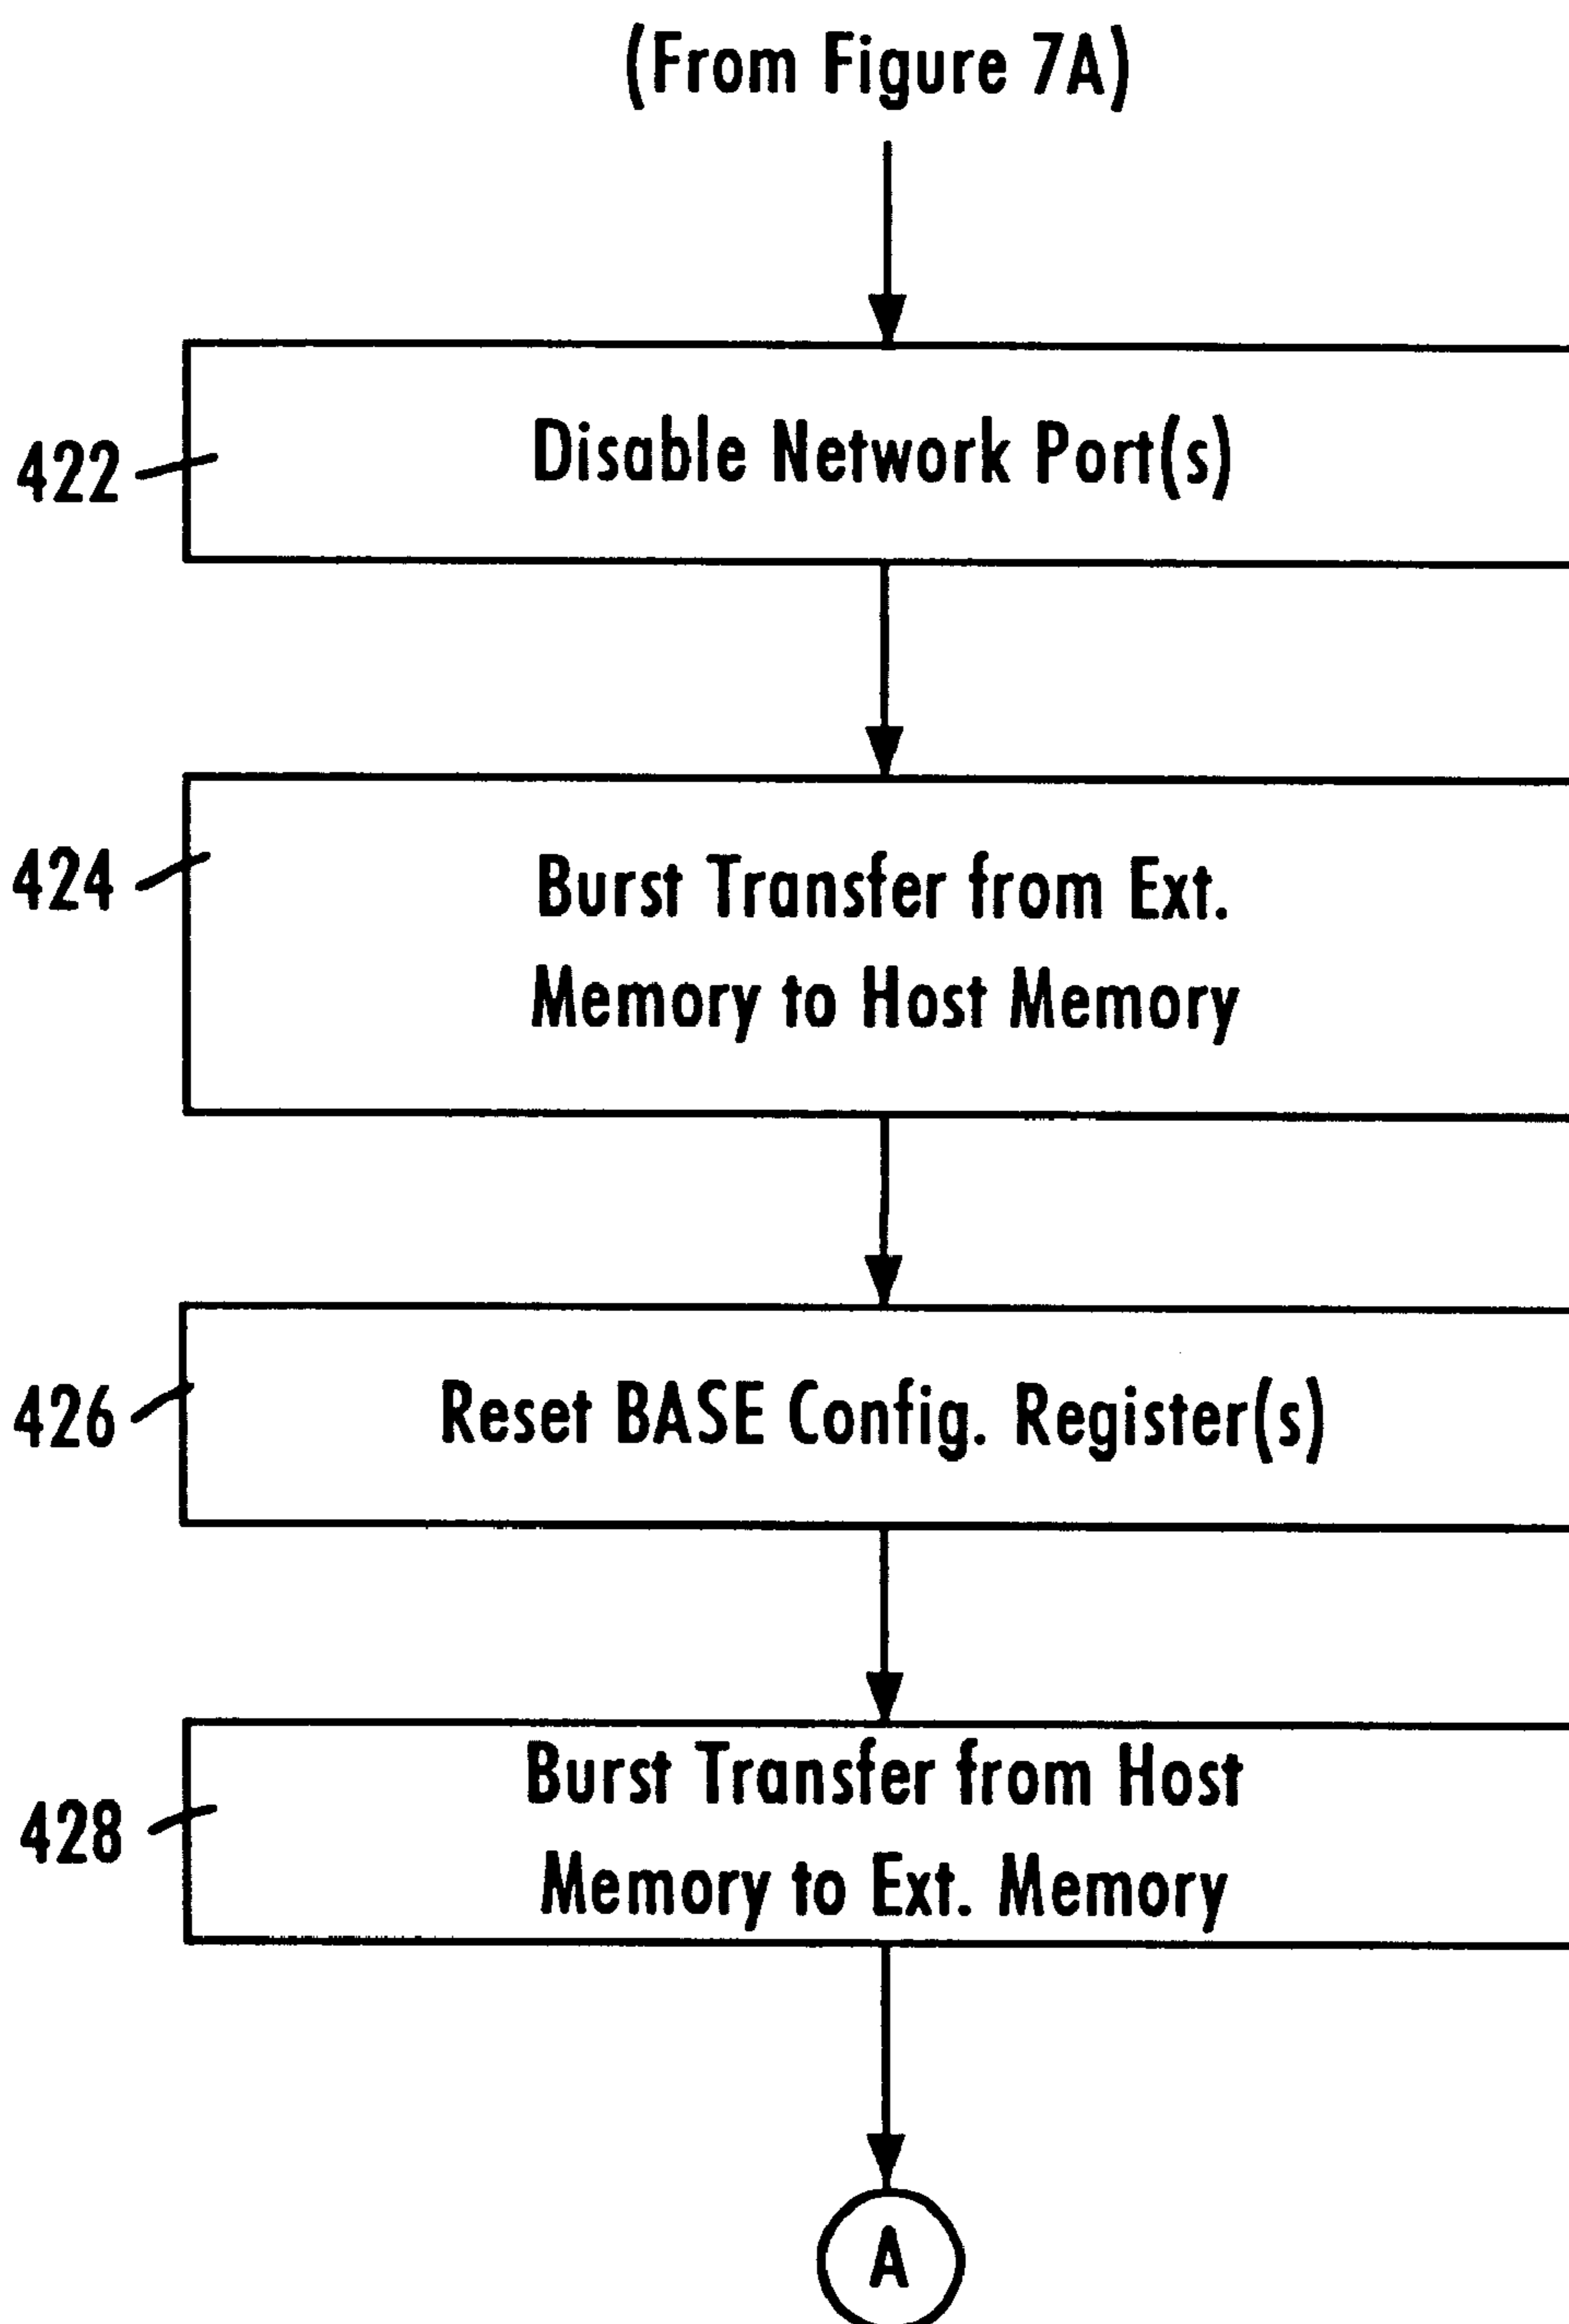 (From Figure 7A)
422
Disable Network Port(s)
424
Burst Transfer from Ext.
Memory to Host Memory
426
Reset BASE Config. Register(s)
428
Burst Transfer from Host
Memory to Ext. Memory
A